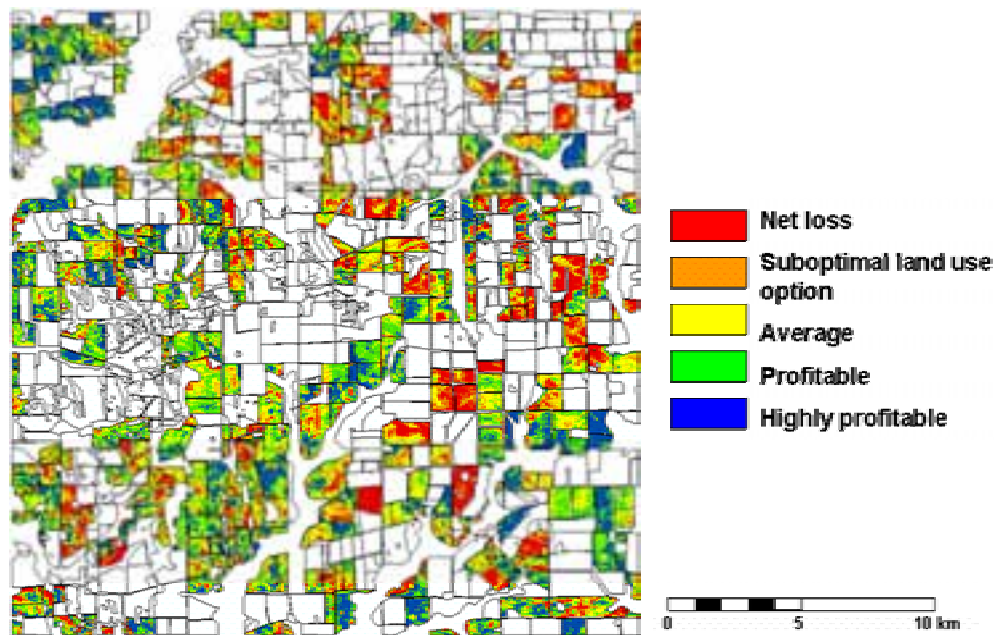 Net loss
Suboptimal land use
option
Average
Profitable
Highly profitable
0 5 10 km